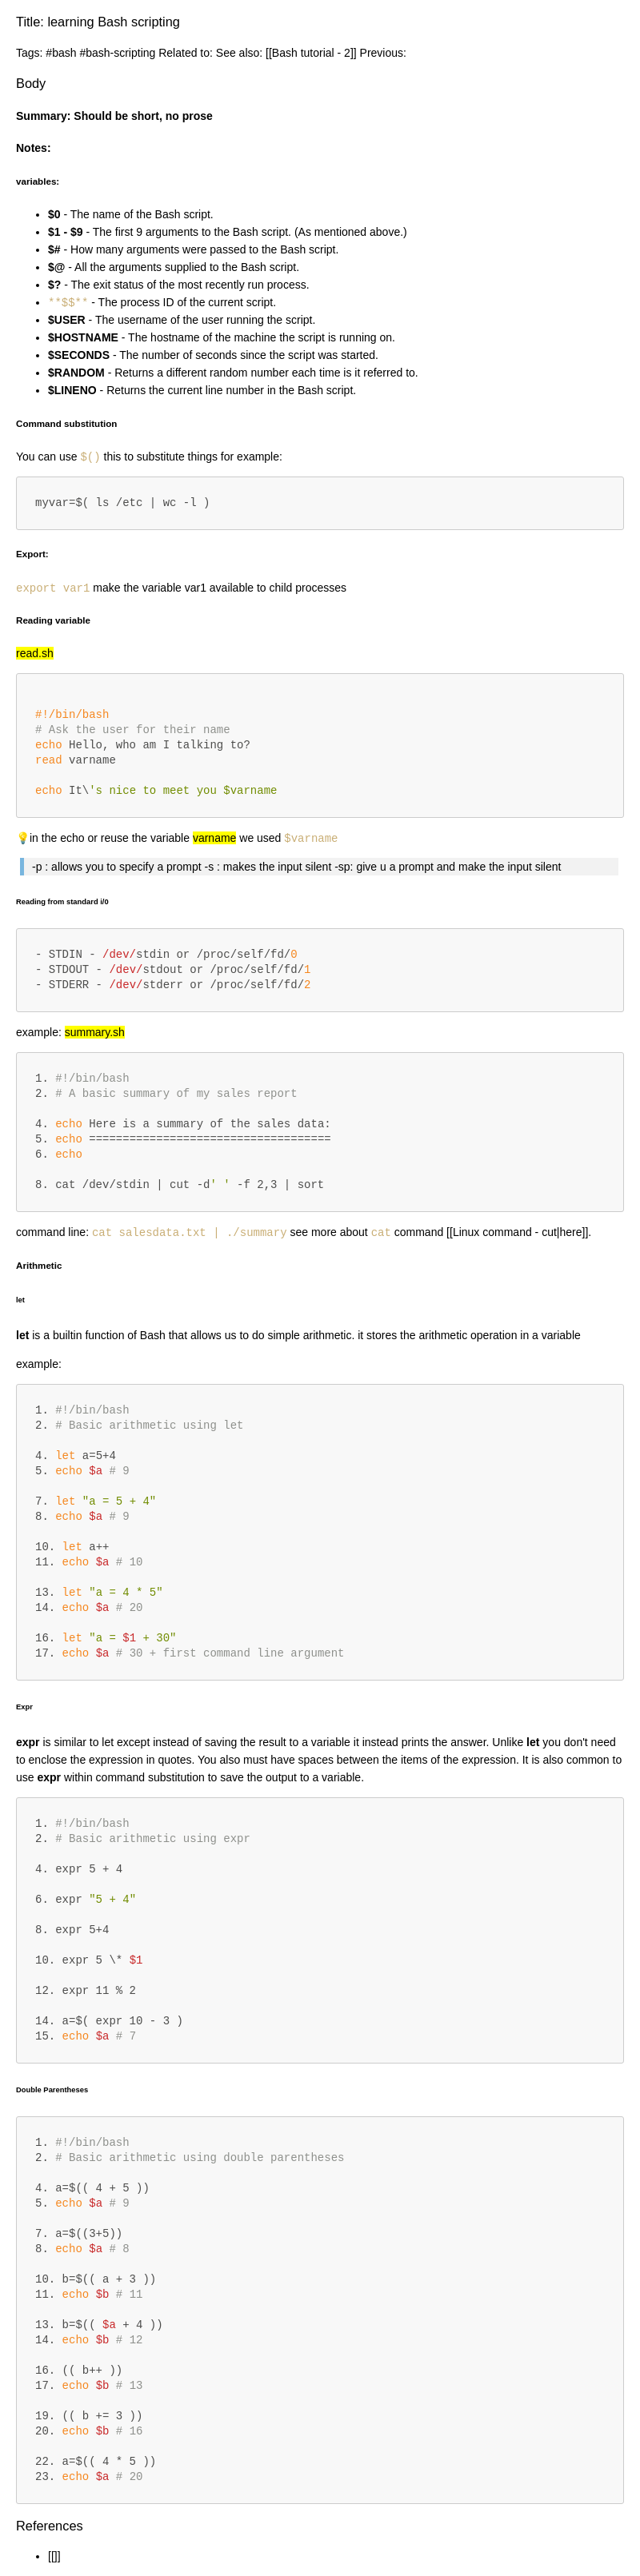 Title: learning Bash scripting
Tags: #bash #bash-scripting Related to: See also: [[Bash tutorial - 2]] Previous:
Body
Summary: Should be short, no prose
Notes:
variables:
• $0 - The name of the Bash script.
• $1 - $9 - The first 9 arguments to the Bash script. (As mentioned above.)
• $# - How many arguments were passed to the Bash script.
• $@ - All the arguments supplied to the Bash script.
• $? - The exit status of the most recently run process.
• **$$** - The process ID of the current script.
• $USER - The username of the user running the script.
• $HOSTNAME - The hostname of the machine the script is running on.
• $SECONDS - The number of seconds since the script was started.
• $RANDOM - Returns a different random number each time is it referred to.
• $LINENO - Returns the current line number in the Bash script.
Command substitution
You can use $() this to substitute things for example:
myvar=$( ls /etc | wc -l )
Export:
export var1 make the variable var1 available to child processes
Reading variable
read.sh
#!/bin/bash
# Ask the user for their name
echo Hello, who am I talking to?
read varname
echo It\'s nice to meet you $varname
💡in the echo or reuse the variable varname we used $varname
-p : allows you to specify a prompt -s : makes the input silent -sp: give u a prompt and make the input silent
Reading from standard i/0
- STDIN - /dev/stdin or /proc/self/fd/0
- STDOUT - /dev/stdout or /proc/self/fd/1
- STDERR - /dev/stderr or /proc/self/fd/2
example: summary.sh
1. #!/bin/bash
2. # A basic summary of my sales report
4. echo Here is a summary of the sales data:
5. echo ====================================
6. echo
8. cat /dev/stdin | cut -d' ' -f 2,3 | sort
command line: cat salesdata.txt | ./summary see more about cat command [[Linux command - cut|here]].
Arithmetic
let
let is a builtin function of Bash that allows us to do simple arithmetic. it stores the arithmetic operation in a variable
example:
1. #!/bin/bash
2. # Basic arithmetic using let
4. let a=5+4
5. echo $a # 9
7. let "a = 5 + 4"
8. echo $a # 9
10. let a++
11. echo $a # 10
13. let "a = 4 * 5"
14. echo $a # 20
16. let "a = $1 + 30"
17. echo $a # 30 + first command line argument
Expr
expr is similar to let except instead of saving the result to a variable it instead prints the answer. Unlike let you don't need
to enclose the expression in quotes. You also must have spaces between the items of the expression. It is also common to
use expr within command substitution to save the output to a variable.
1. #!/bin/bash
2. # Basic arithmetic using expr
4. expr 5 + 4
6. expr "5 + 4"
8. expr 5+4
10. expr 5 \* $1
12. expr 11 % 2
14. a=$( expr 10 - 3 )
15. echo $a # 7
Double Parentheses
1. #!/bin/bash
2. # Basic arithmetic using double parentheses
4. a=$(( 4 + 5 ))
5. echo $a # 9
7. a=$((3+5))
8. echo $a # 8
10. b=$(( a + 3 ))
11. echo $b # 11
13. b=$(( $a + 4 ))
14. echo $b # 12
16. (( b++ ))
17. echo $b # 13
19. (( b += 3 ))
20. echo $b # 16
22. a=$(( 4 * 5 ))
23. echo $a # 20
References
• [[]]